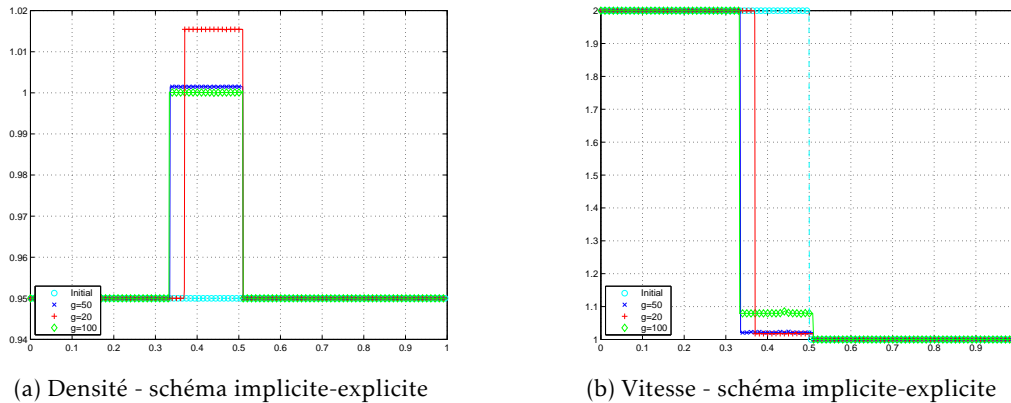 1.02
1.01
1
0.99
0.98
0.97
0.96
0.95
0.94
0 0.1 0.2 0.3 0.4 0.5 0.6 0.7 0.8 0.9 1
Initial
g=50
g=20
g=100
(a) Densité - schéma implicite-explicite
2
1.9
1.8
1.7
1.6
1.5
1.4
1.3
1.2
1.1
1
0 0.1 0.2 0.3 0.4 0.5 0.6 0.7 0.8 0.9
Initial
g=50
g=20
g=100
(b) Vitesse - schéma implicite-explicite